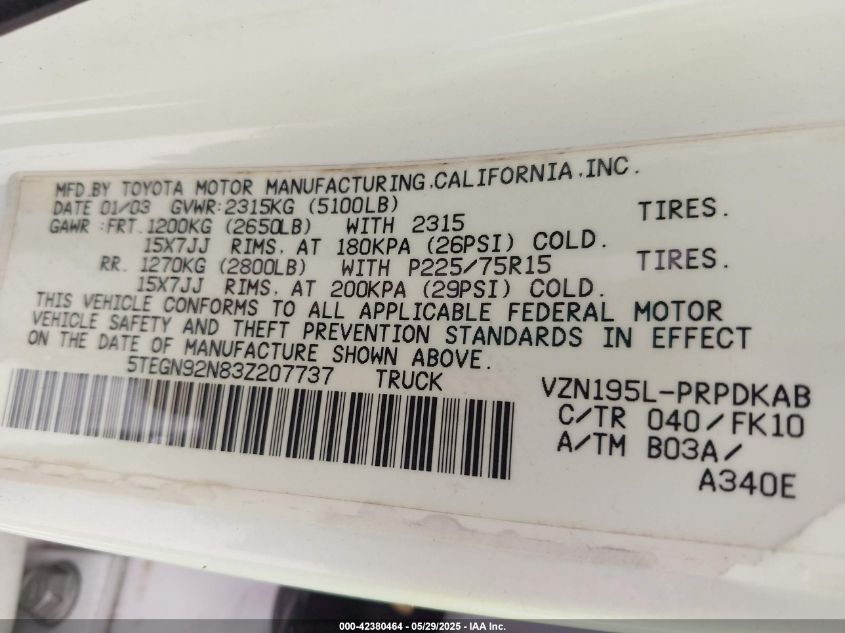 MFD.BY TOYOTA MOTOR MANUFACTURING,CALIFORNIA,INC.
DATE 01/03 GVWR:2315KG (5100LB)
GAWR:FRT.1200KG (2650LB) WITH 2315 TIRES.
15X7JJ RIMS, AT 180KPA (26PSI) COLD.
RR. 1270KG (2800LB) WITH P225/75R15 TIRES.
15X7JJ RIMS, AT 200KPA (29PSI) COLD.
THIS VEHICLE CONFORMS TO ALL APPLICABLE FEDERAL MOTOR
VEHICLE SAFETY AND THEFT PREVENTION STANDARDS IN EFFECT
ON THE DATE OF MANUFACTURE SHOWN ABOVE.
5TEGN92N83Z207737 TRUCK
VZN195L-PRPDKAB
C/TR 040/FK10
A/TM B03A/
A340E
000-42380464 - 05/29/2025 - IAA Inc.